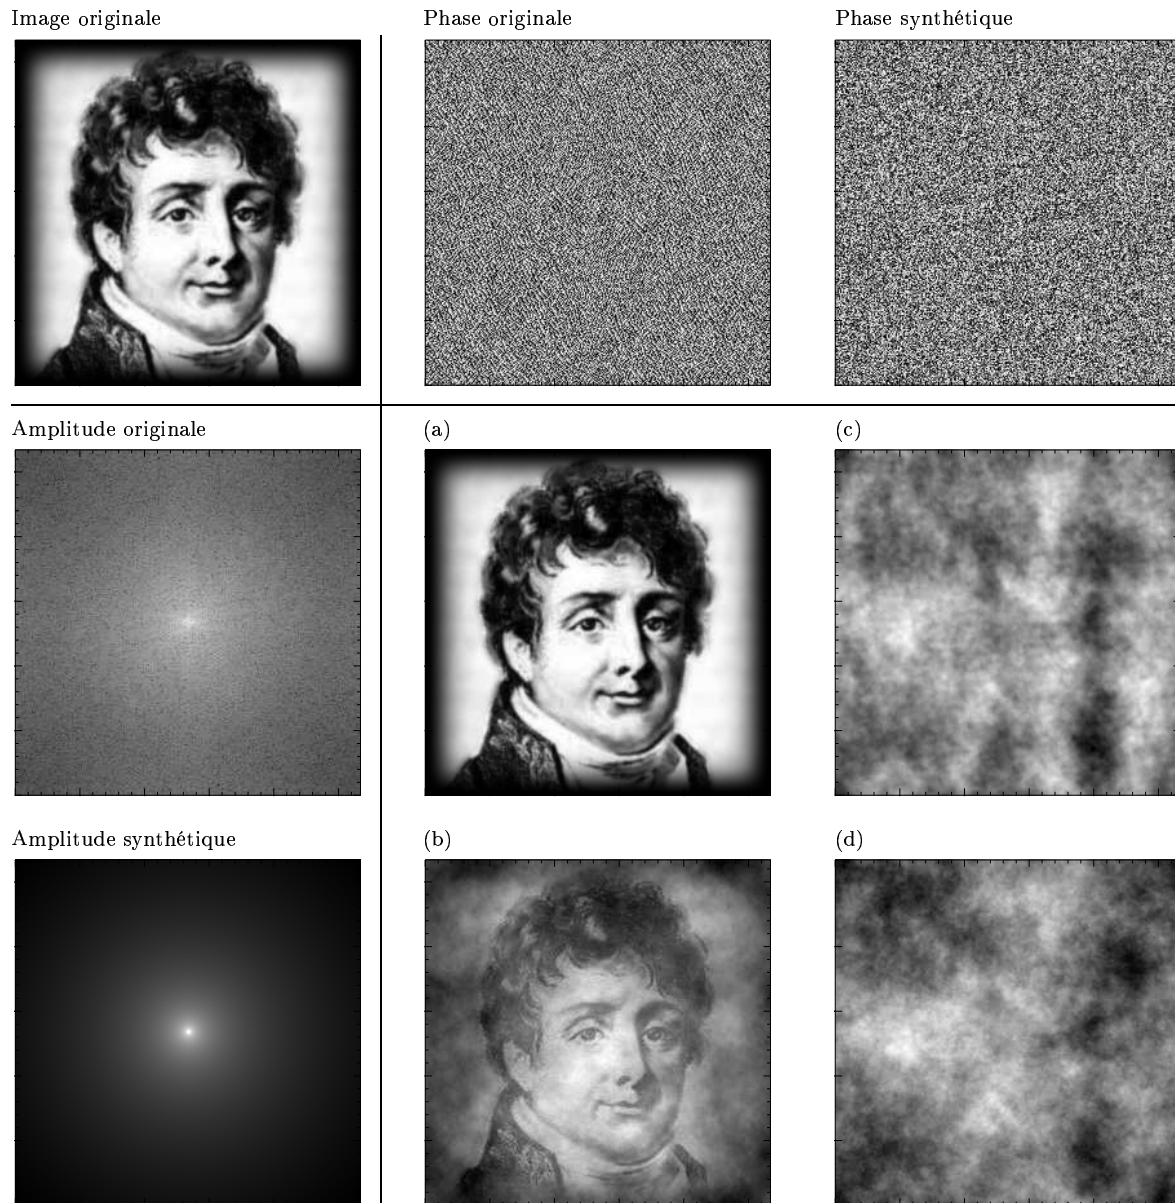 Image originale
Phase originale
Phase synthétique
Amplitude originale
(a)
(c)
Amplitude synthétique
(b)
(d)